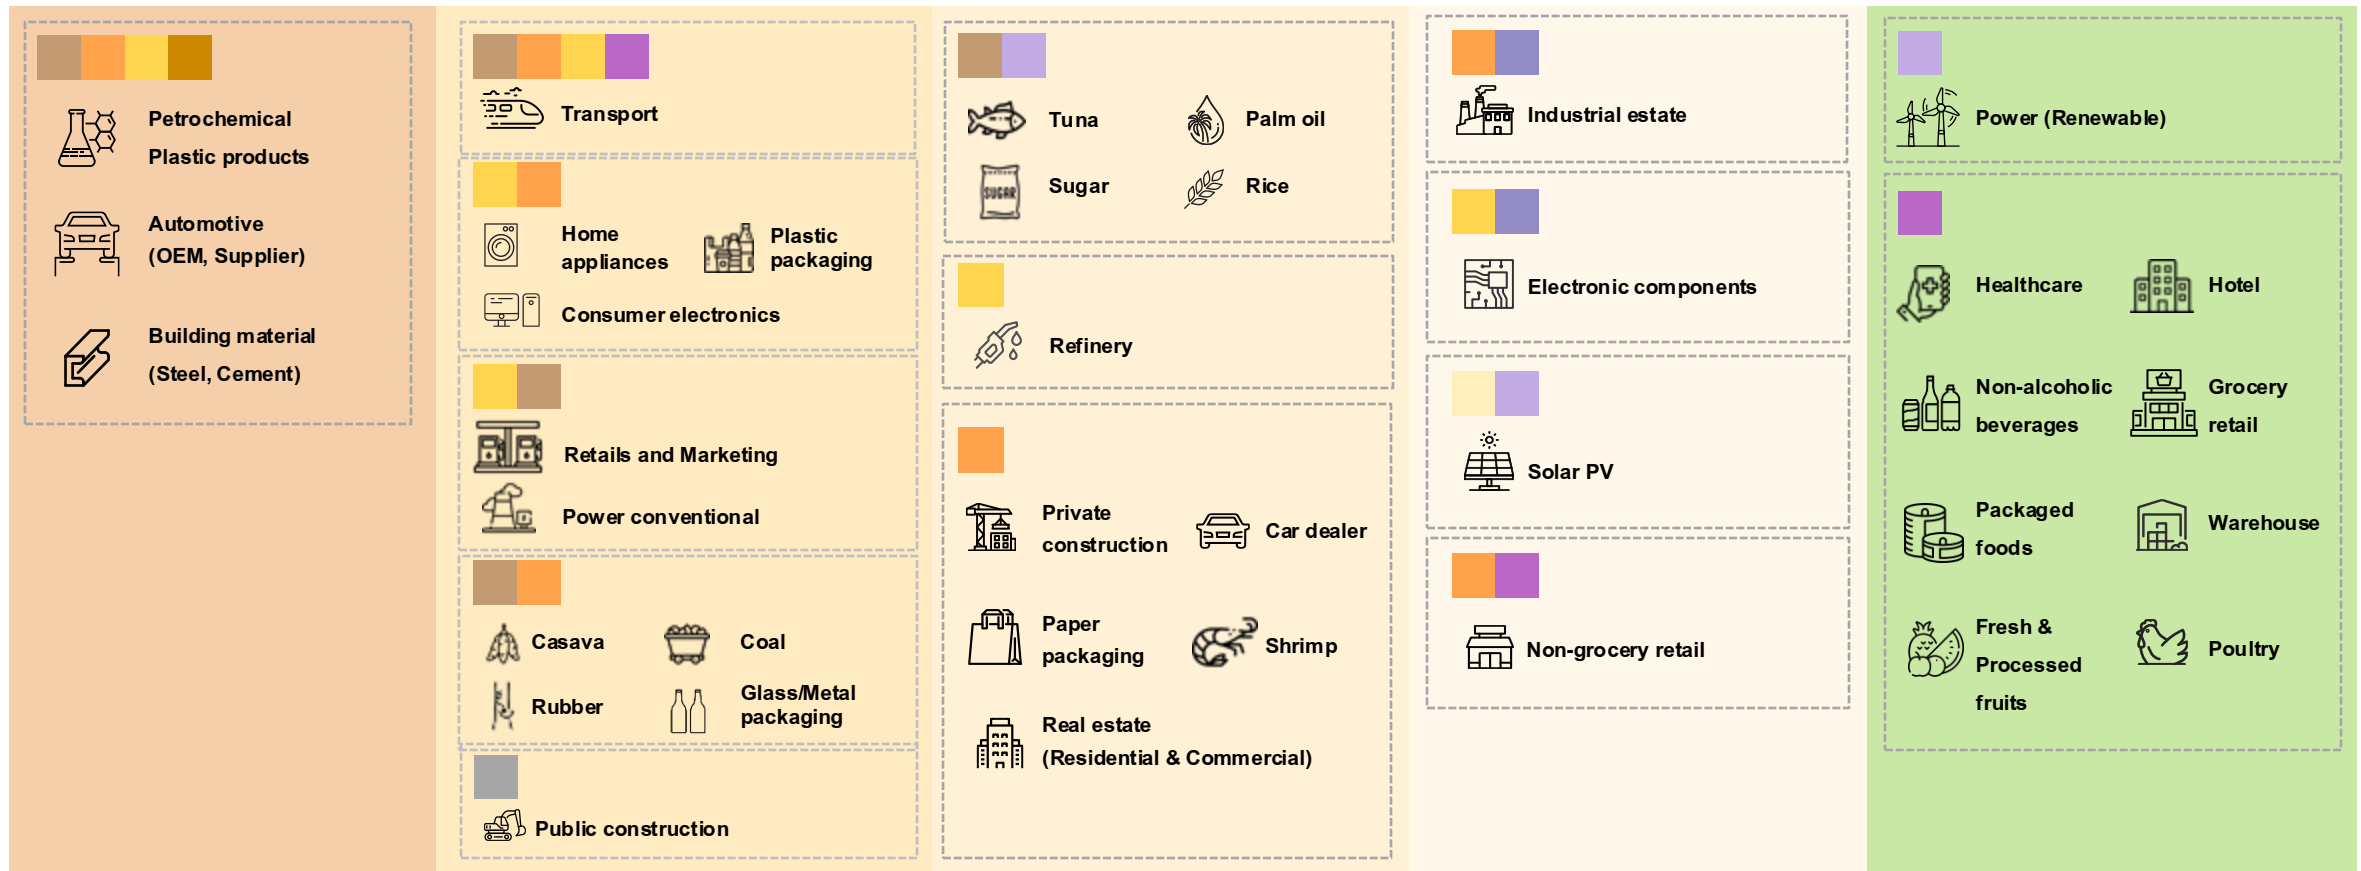 Petrochemical
Plastic products
Automotive
(OEM, Supplier)
Building material
(Steel, Cement)
Transport
Home
appliances
Plastic
packaging
Consumer electronics
Retails and Marketing
Power conventional
Casava
Coal
Rubber
Glass/Metal
packaging
Public construction
Tuna
Palm oil
SUGAR
Sugar
Rice
Refinery
Private
construction
Car dealer
Paper
packaging
Shrimp
Real estate
(Residential & Commercial)
Industrial estate
Electronic components
Solar PV
Non-grocery retail
Power (Renewable)
Healthcare
Hotel
Non-alcoholic
beverages
Grocery
retail
Packaged
foods
Warehouse
Fresh &
Processed
fruits
Poultry